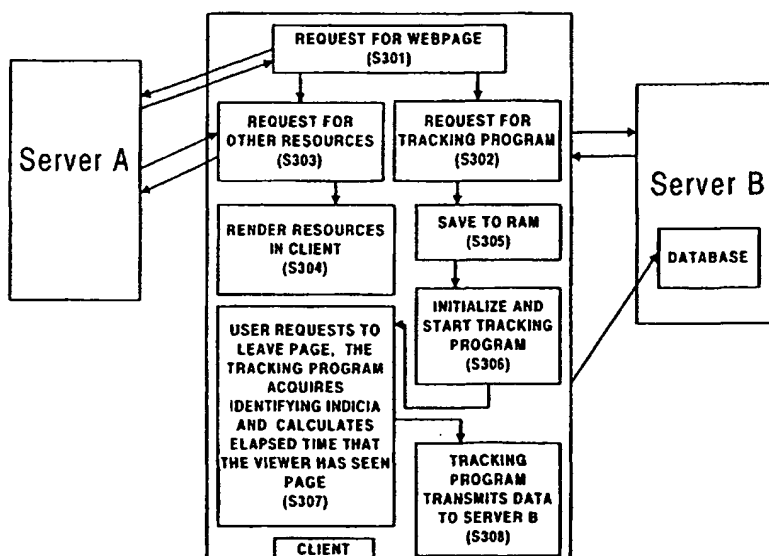 REQUEST FOR WEBPAGE
(S301)
Server A
REQUEST FOR
OTHER RESOURCES
(S303)
REQUEST FOR
TRACKING PROGRAM
(S302)
Server B
DATABASE
RENDER RESOURCES
IN CLIENT
(S304)
SAVE TO RAM
(S305)
INITIALIZE AND
START TRACKING
PROGRAM
(S306)
USER REQUESTS TO
LEAVE PAGE, THE
TRACKING PROGRAM
ACQUIRES
IDENTIFYING INDICIA
AND CALCULATES
ELAPSED TIME THAT
THE VIEWER HAS SEEN
PAGE
(S307)
TRACKING
PROGRAM
TRANSMITS DATA
TO SERVER B
(S308)
CLIENT